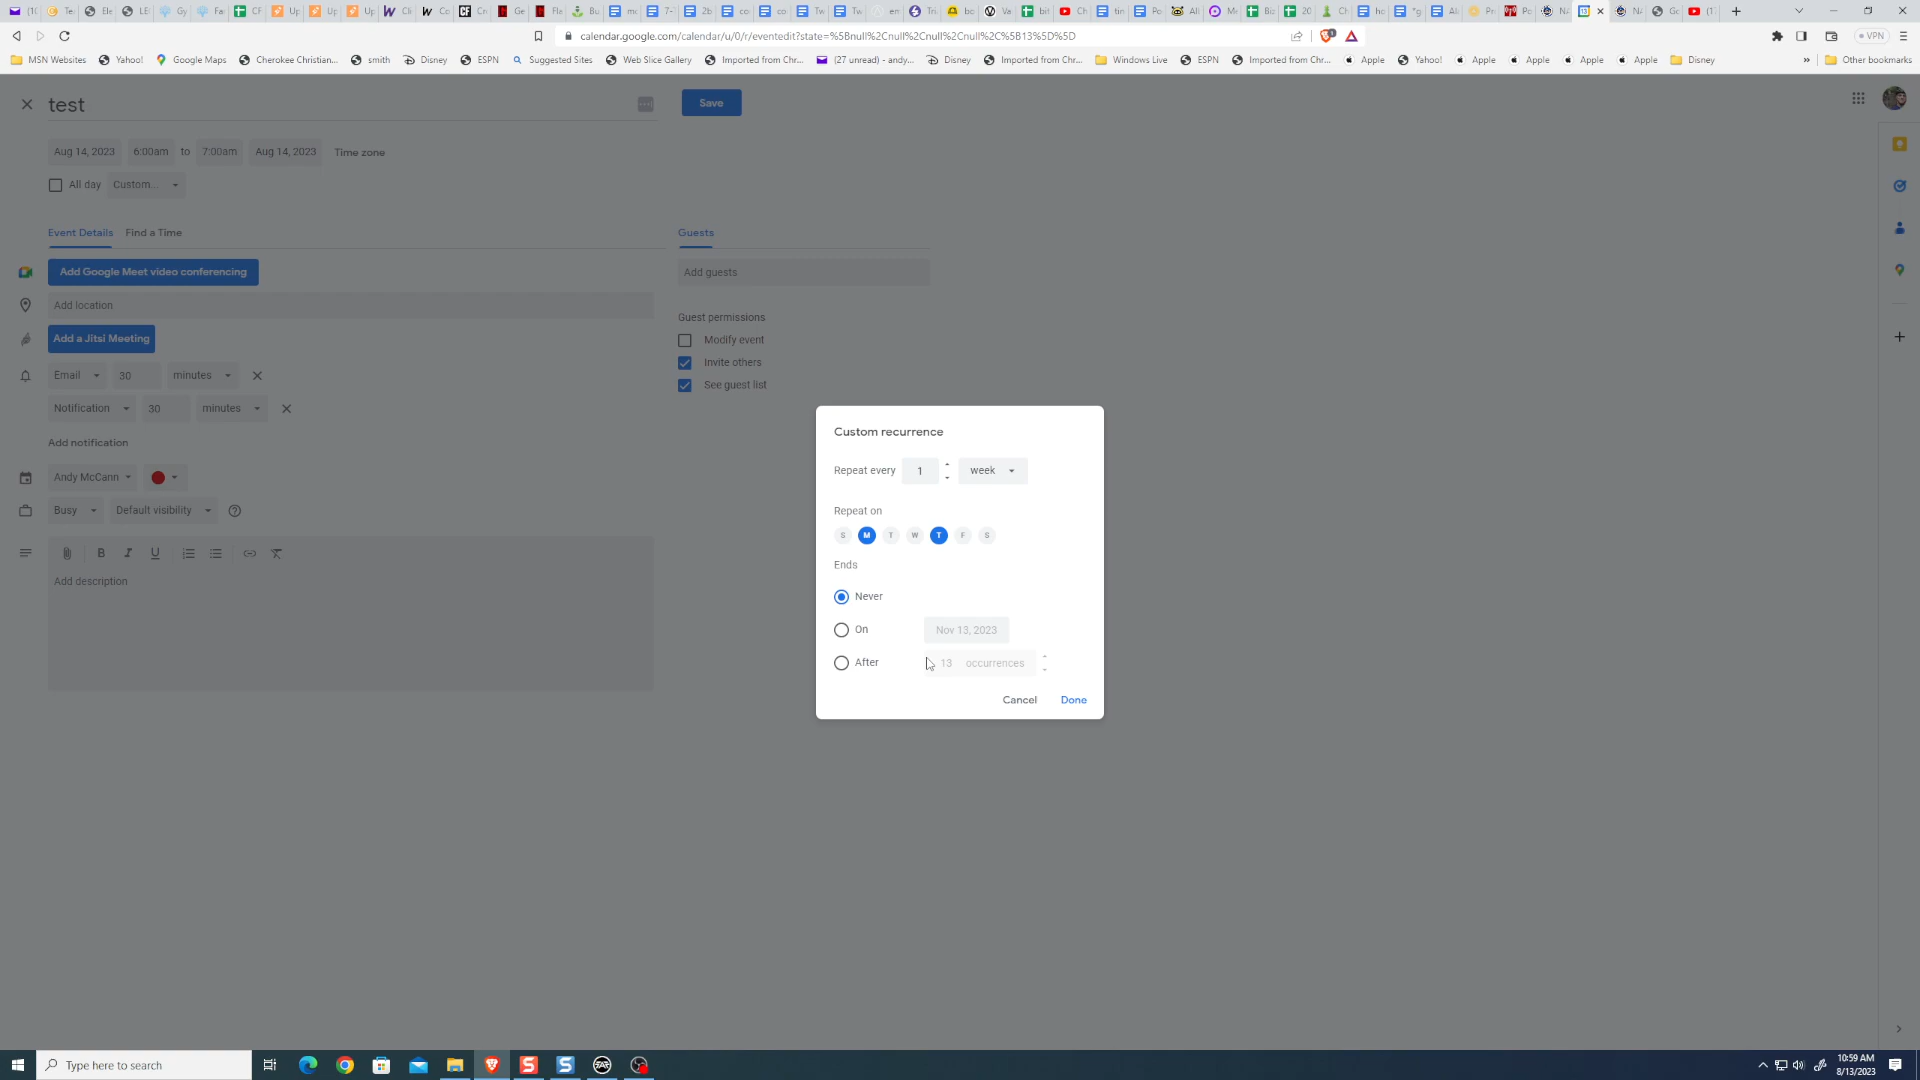 calendar.google.com/calendar/u/0/r/eventedit?state=%5Bnull%2Cnull%2Cnull%2Cnull%2C%5B13%5D%5D
VPN
MSN Websites Yahoo! Google Maps Cherokee Christian... smith Disney ESPN Suggested Sites Web Slice Gallery Imported from Chr... (27 unread) - andy... Disney Imported from Chr... Windows Live ESPN Imported from Chr... Apple Yahoo! Apple Apple Apple Apple Disney » Other bookmarks
test
Save
Aug 14, 2023 6:00am to 7:00am Aug 14, 2023 Time zone
All day Custom...
Event Details Find a Time
Guests
Add Google Meet video conferencing
Add guests
Add location
Guest permissions
Add a Jitsi Meeting
Modify event
Invite others
Email 30 minutes
See guest list
Notification 30 minutes
Add notification
Andy McCann
Busy Default visibility
B I U
Add description
Custom recurrence
Repeat every 1 week
Repeat on
S M T W T F S
Ends
Never
On Nov 13, 2023
After 13 occurrences
Cancel Done
Type here to search
10:59 AM
8/13/2023